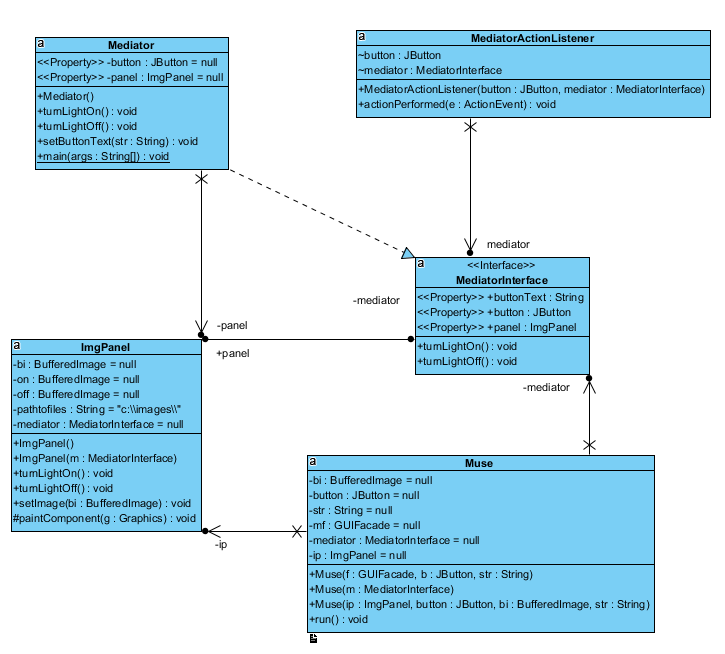 a
Mediator
<<Property>> -button : JButton = null
<<Property>> -panel : ImgPanel = null
+Mediator()
+turnLightOn() : void
+turnLightOff() : void
+setButtonText(str : String) : void
+main(args : String[]) : void
a
MediatorActionListener
~button : JButton
~mediator : MediatorInterface
+MediatorActionListener(button : JButton, mediator : MediatorInterface)
+actionPerformed(e : ActionEvent) : void
mediator
a
<<Interface>>
MediatorInterface
<<Property>> +buttonText : String
<<Property>> +button : JButton
<<Property>> +panel : ImgPanel
+turnLightOn() : void
+turnLightOff() : void
-mediator
-panel
+panel
a
ImgPanel
-bi : BufferedImage = null
-on : BufferedImage = null
-off : BufferedImage = null
-pathtofiles : String = "c:\\images\\"
-mediator : MediatorInterface = null
+ImgPanel()
+ImgPanel(m : MediatorInterface)
+turnLightOn() : void
+turnLightOff() : void
+setImage(bi : BufferedImage) : void
#paintComponent(g : Graphics) : void
-mediator
-ip
a
Muse
-bi : BufferedImage = null
-button : JButton = null
-str : String = null
-mf : GUIFacade = null
-mediator : MediatorInterface = null
-ip : ImgPanel = null
+Muse(f : GUIFacade, b : JButton, str : String)
+Muse(m : MediatorInterface)
+Muse(ip : ImgPanel, button : JButton, bi : BufferedImage, str : String)
+run() : void